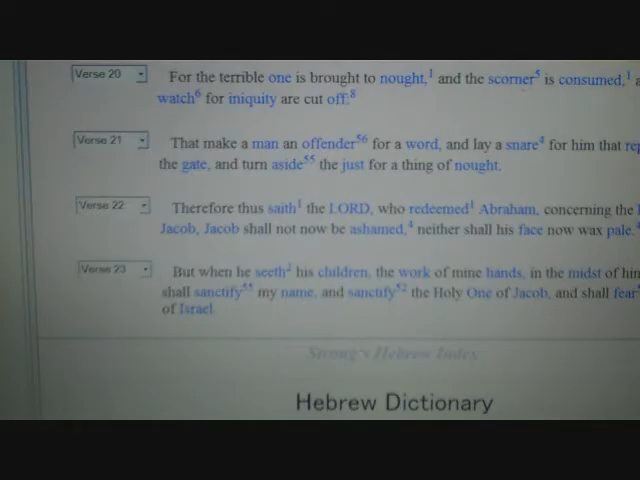 Verse 20 For the terrible one is brought to nought,1 and the scorner5 is consumed,1
watch6 for iniquity are cut off:8
Verse 21 That make a man an offender56 for a word, and lay a snare4 for him that rep
the gate, and turn aside55 the just for a thing of nought.
Verse 22 Therefore thus saith1 the LORD, who redeemed1 Abraham, concerning the
Jacob, Jacob shall not now be ashamed,4 neither shall his face now wax pale.4
Verse 23 But when he seeth2 his children, the work of mine hands, in the midst of him
shall sanctify55 my name, and sanctify52 the Holy One of Jacob, and shall fear
of Israel
Strong's Hebrew Index
Hebrew Dictionary